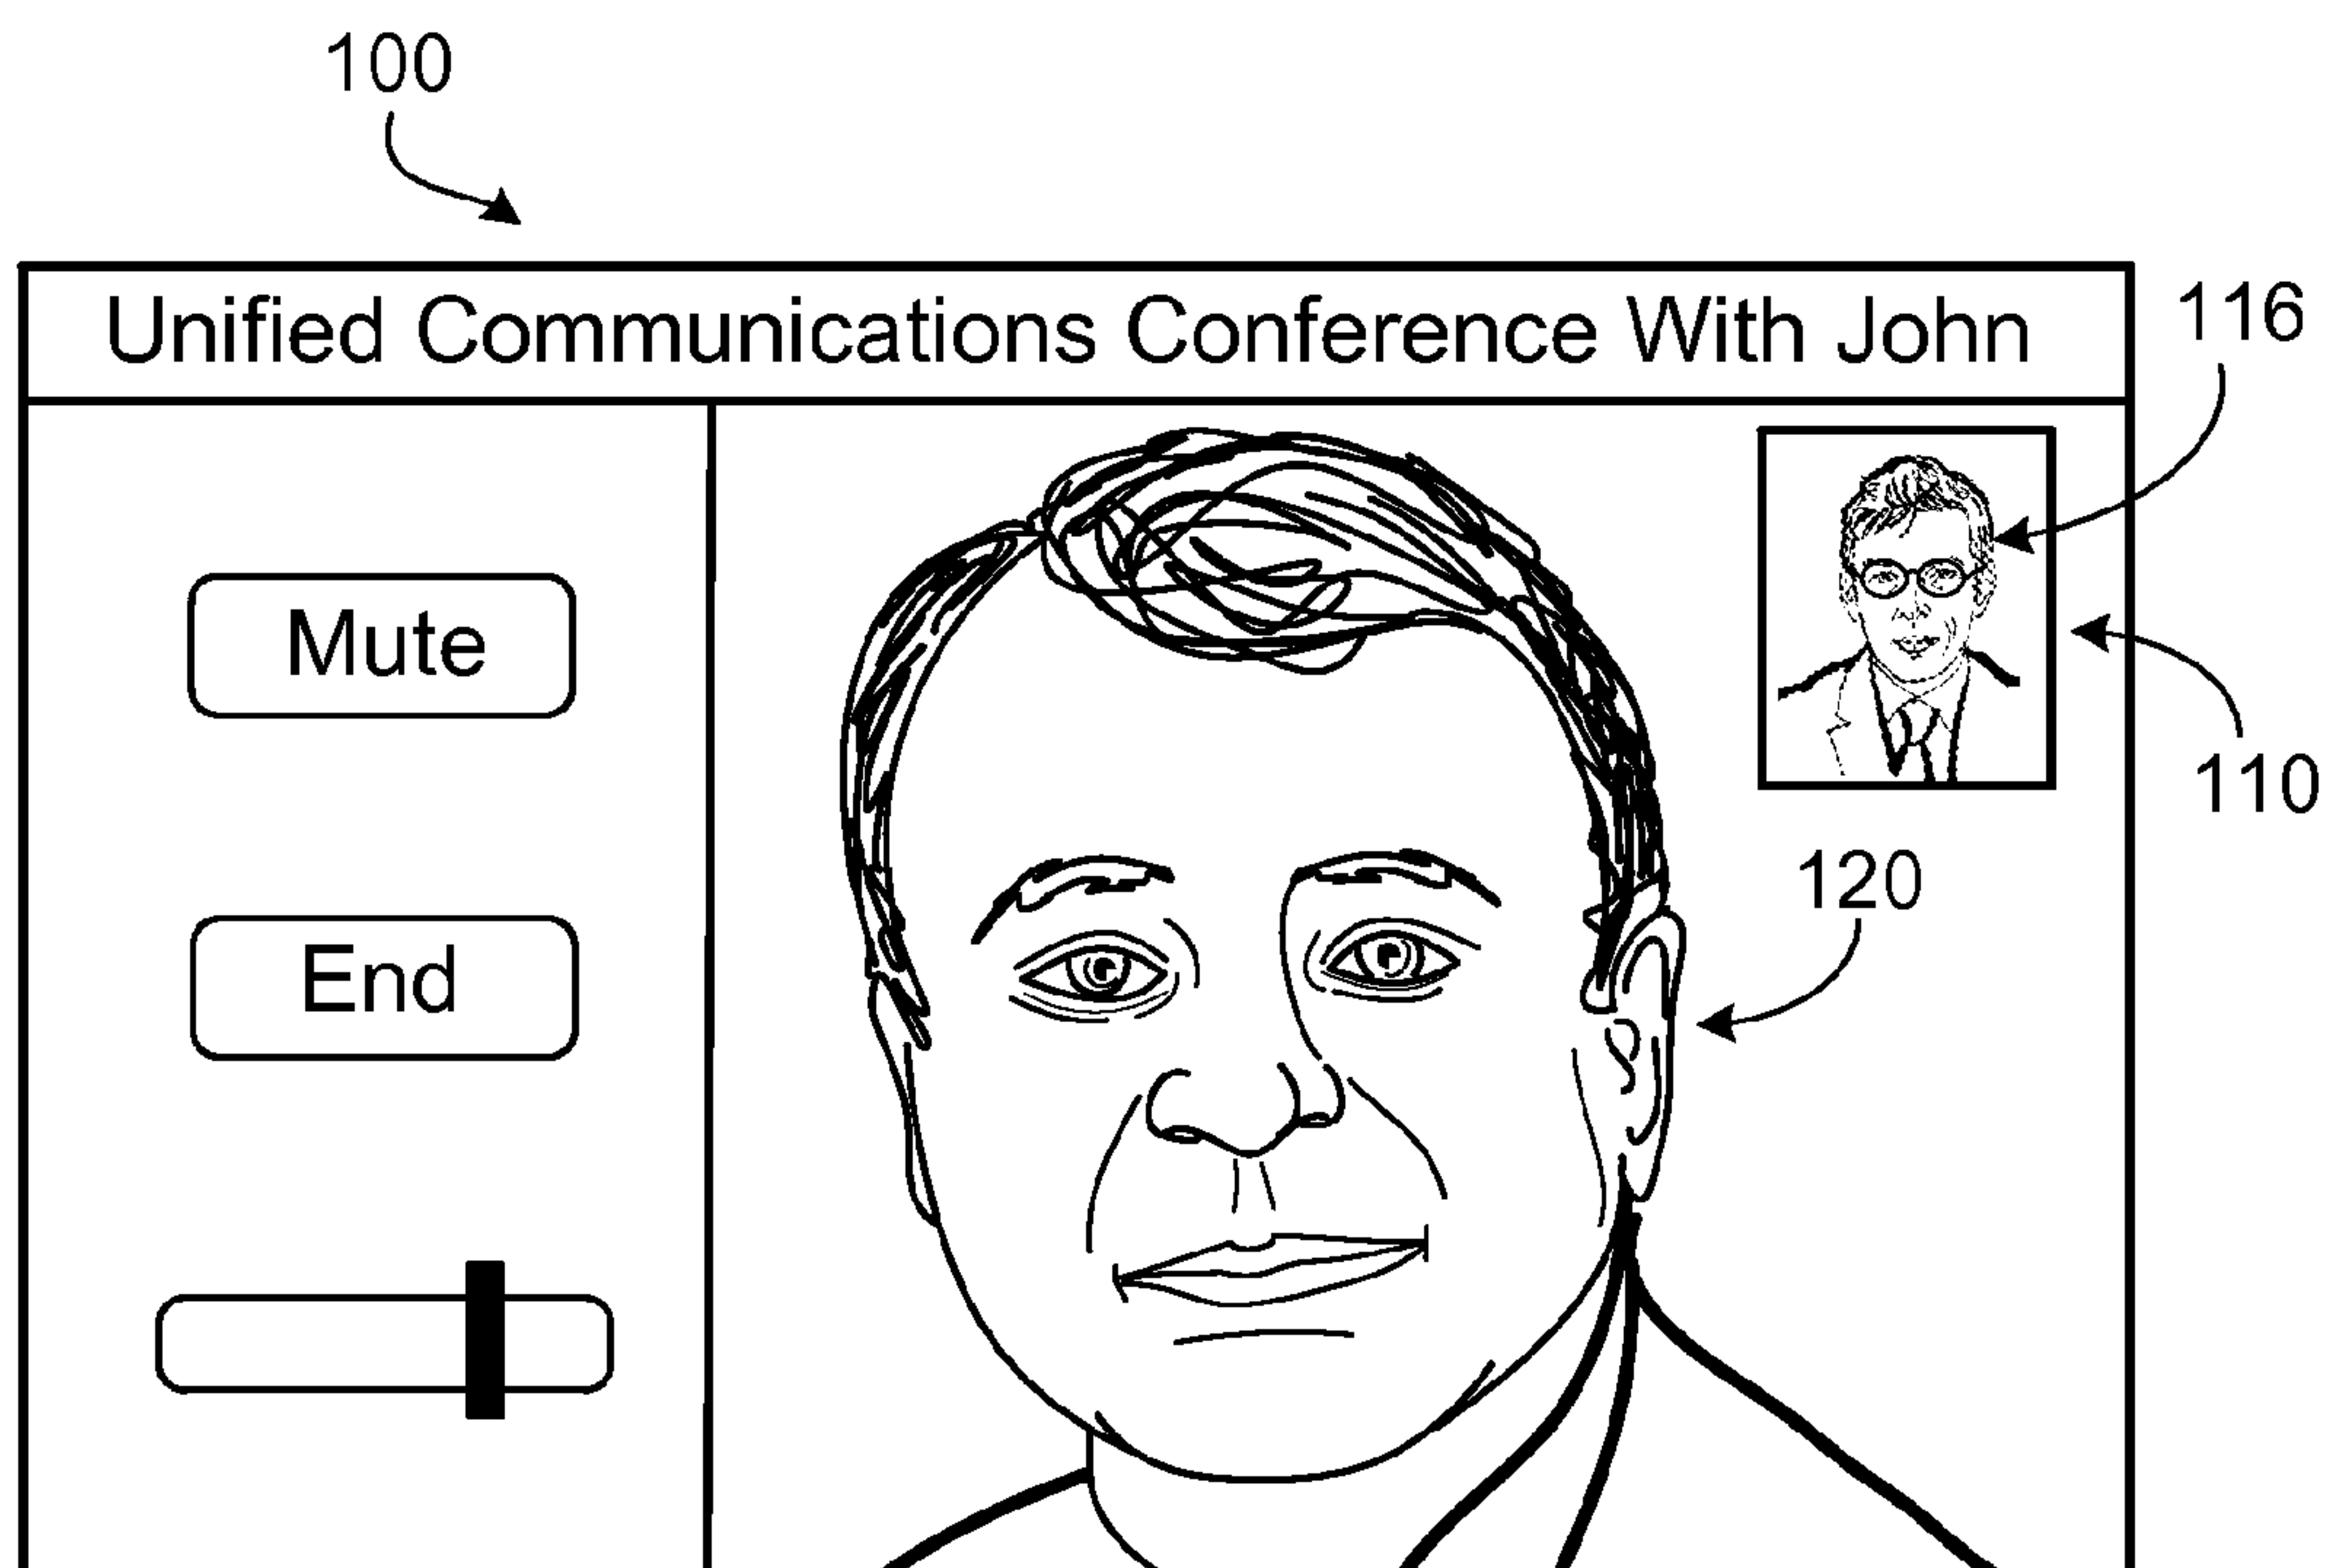 100
Unified Communications Conference With John
116
Mute
110
120
End